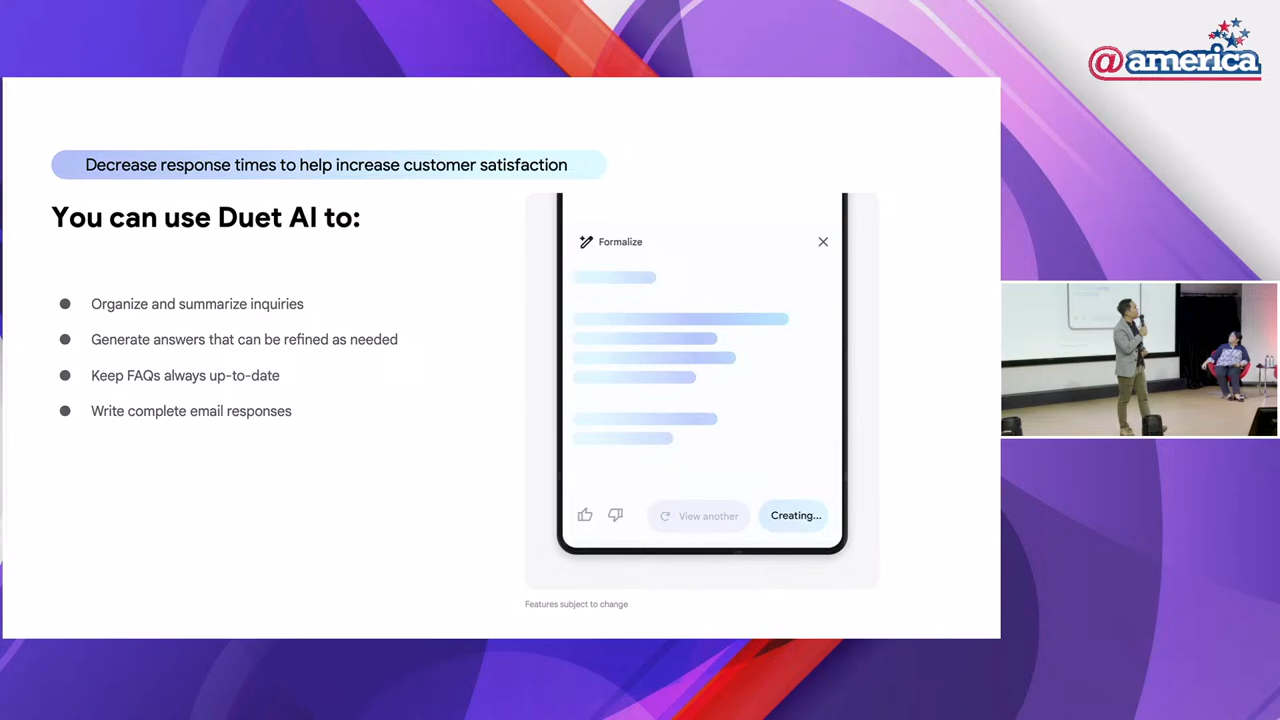 @america
Decrease response times to help increase customer satisfaction
You can use Duet AI to:
● Organize and summarize inquiries
● Generate answers that can be refined as needed
● Keep FAQs always up-to-date
● Write complete email responses
Formalize
View another
Creating...
Features subject to change